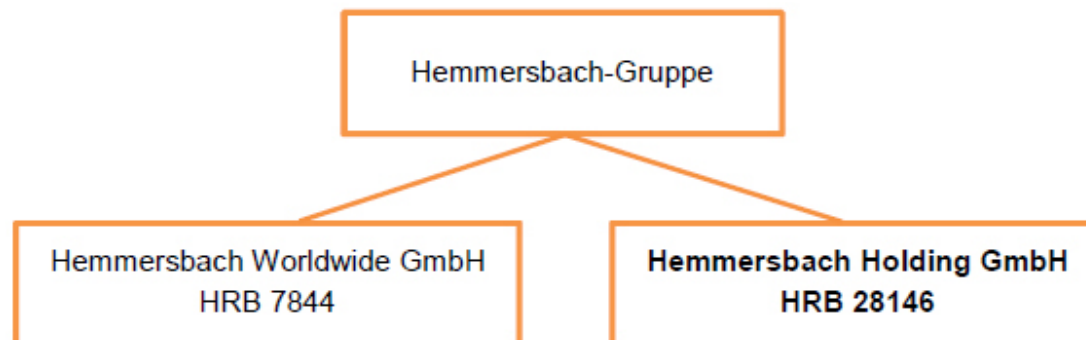 Hemmersbach-Gruppe
Hemmersbach Worldwide GmbH
HRB 7844
Hemmersbach Holding GmbH
HRB 28146